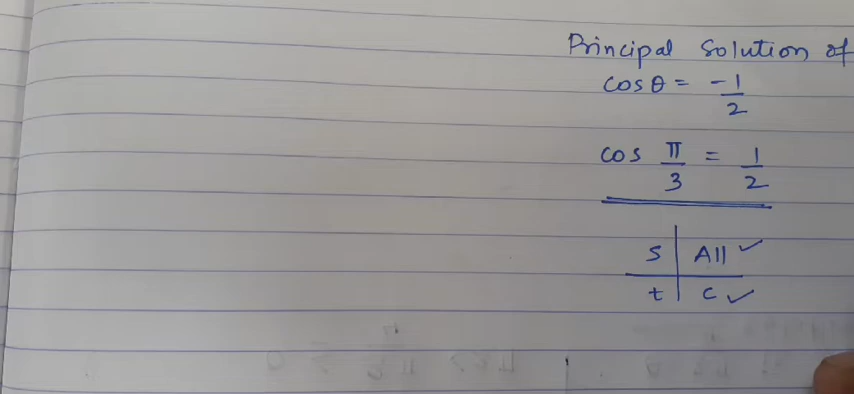 Principal Solution of
cos θ = -1/2
cos π/3 = 1/2
S | All ✓
t | C ✓